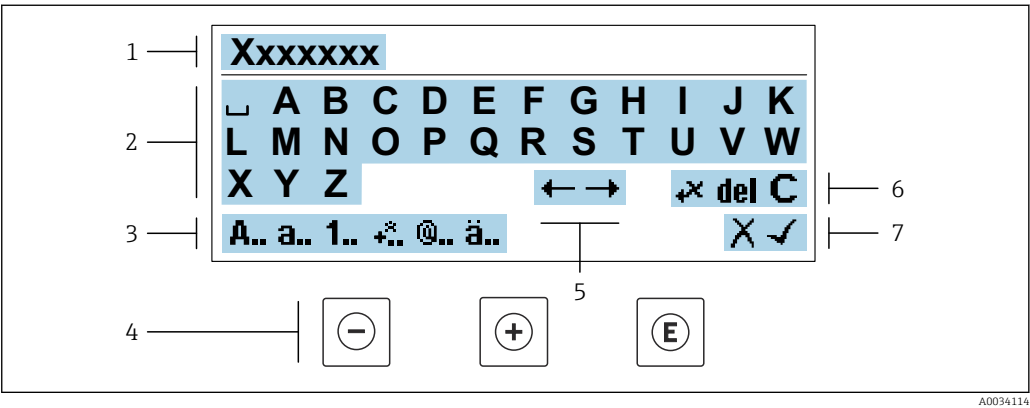 1 Xxxxxxx
2 ␣ A B C D E F G H I J K
L M N O P Q R S T U V W
X Y Z ← → +× del C 6
3 A.. a.. 1.. +×.. @.. ä.. X ✓ 7
5
4 − + E
A0034114